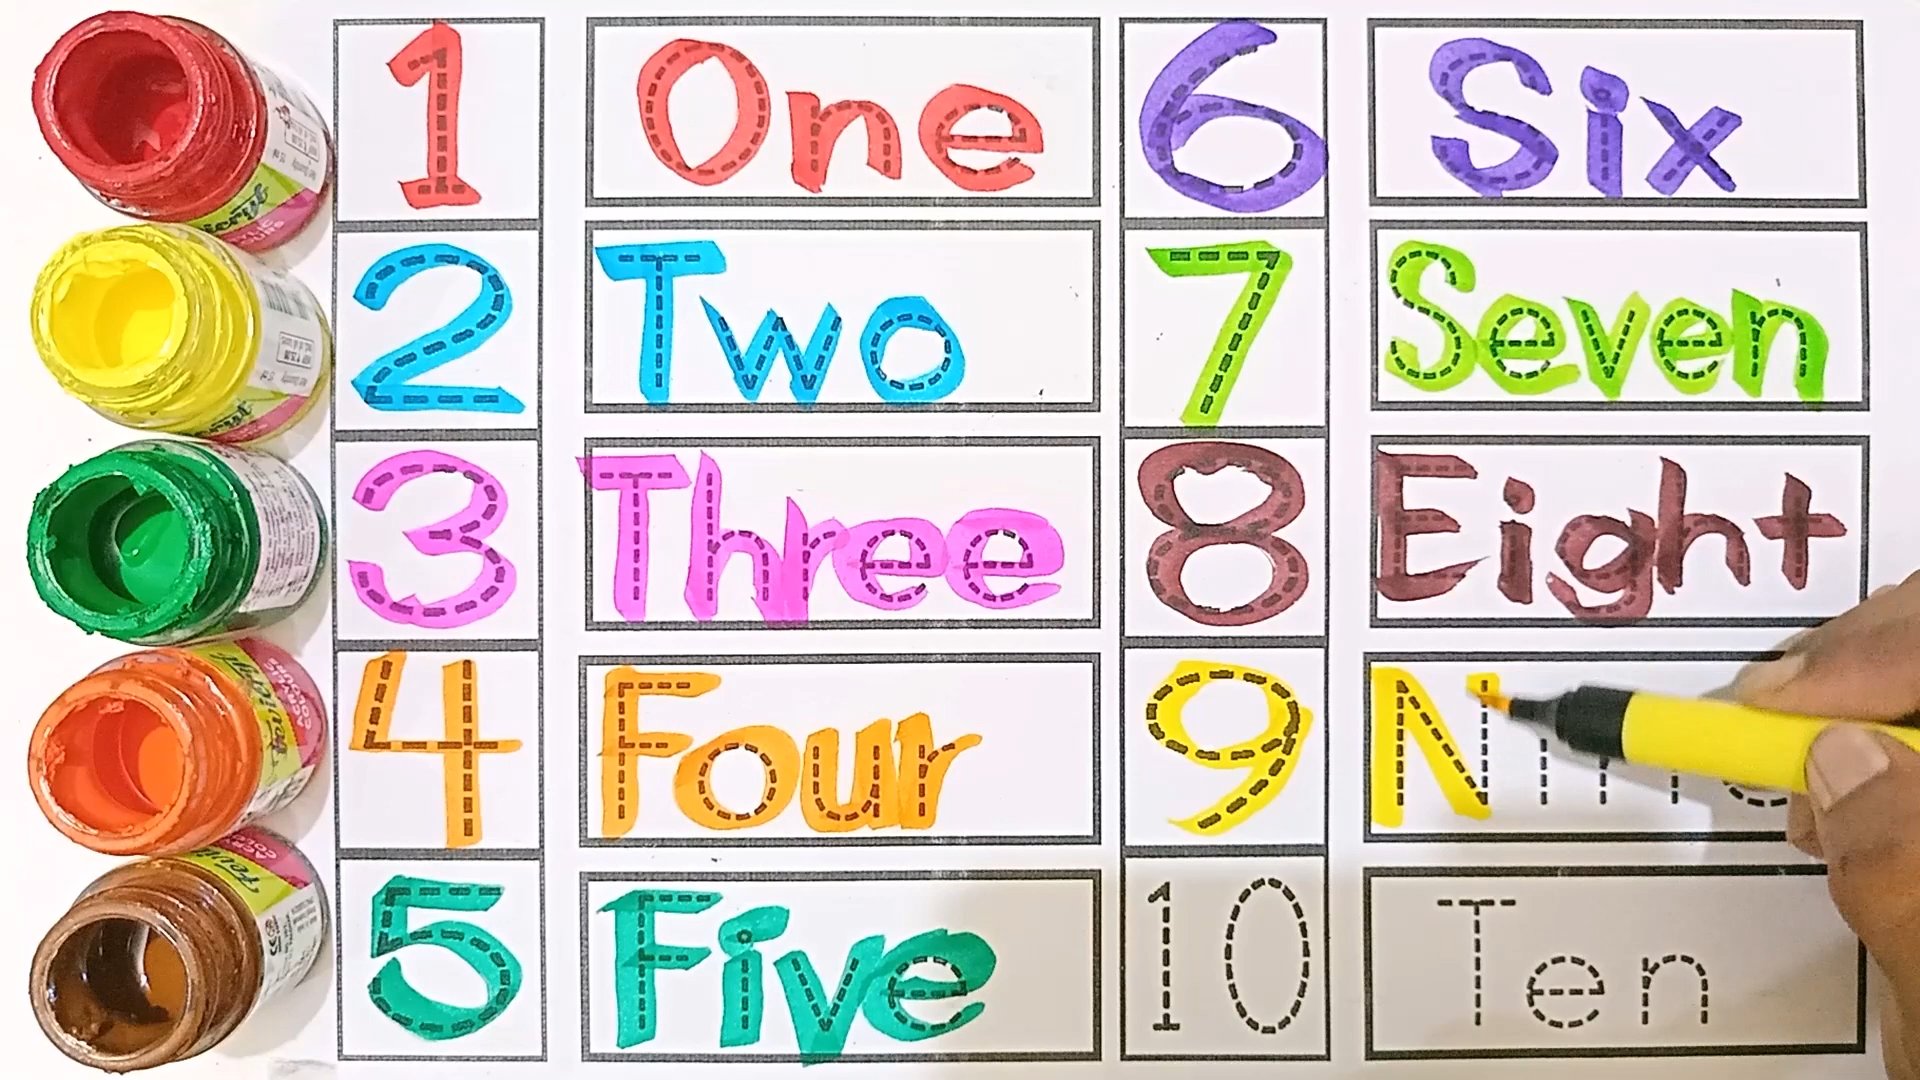 1 One 6 Six
2 Two 7 Seven
3 Three 8 Eight
4 Four 9 N
5 Five 10 Ten